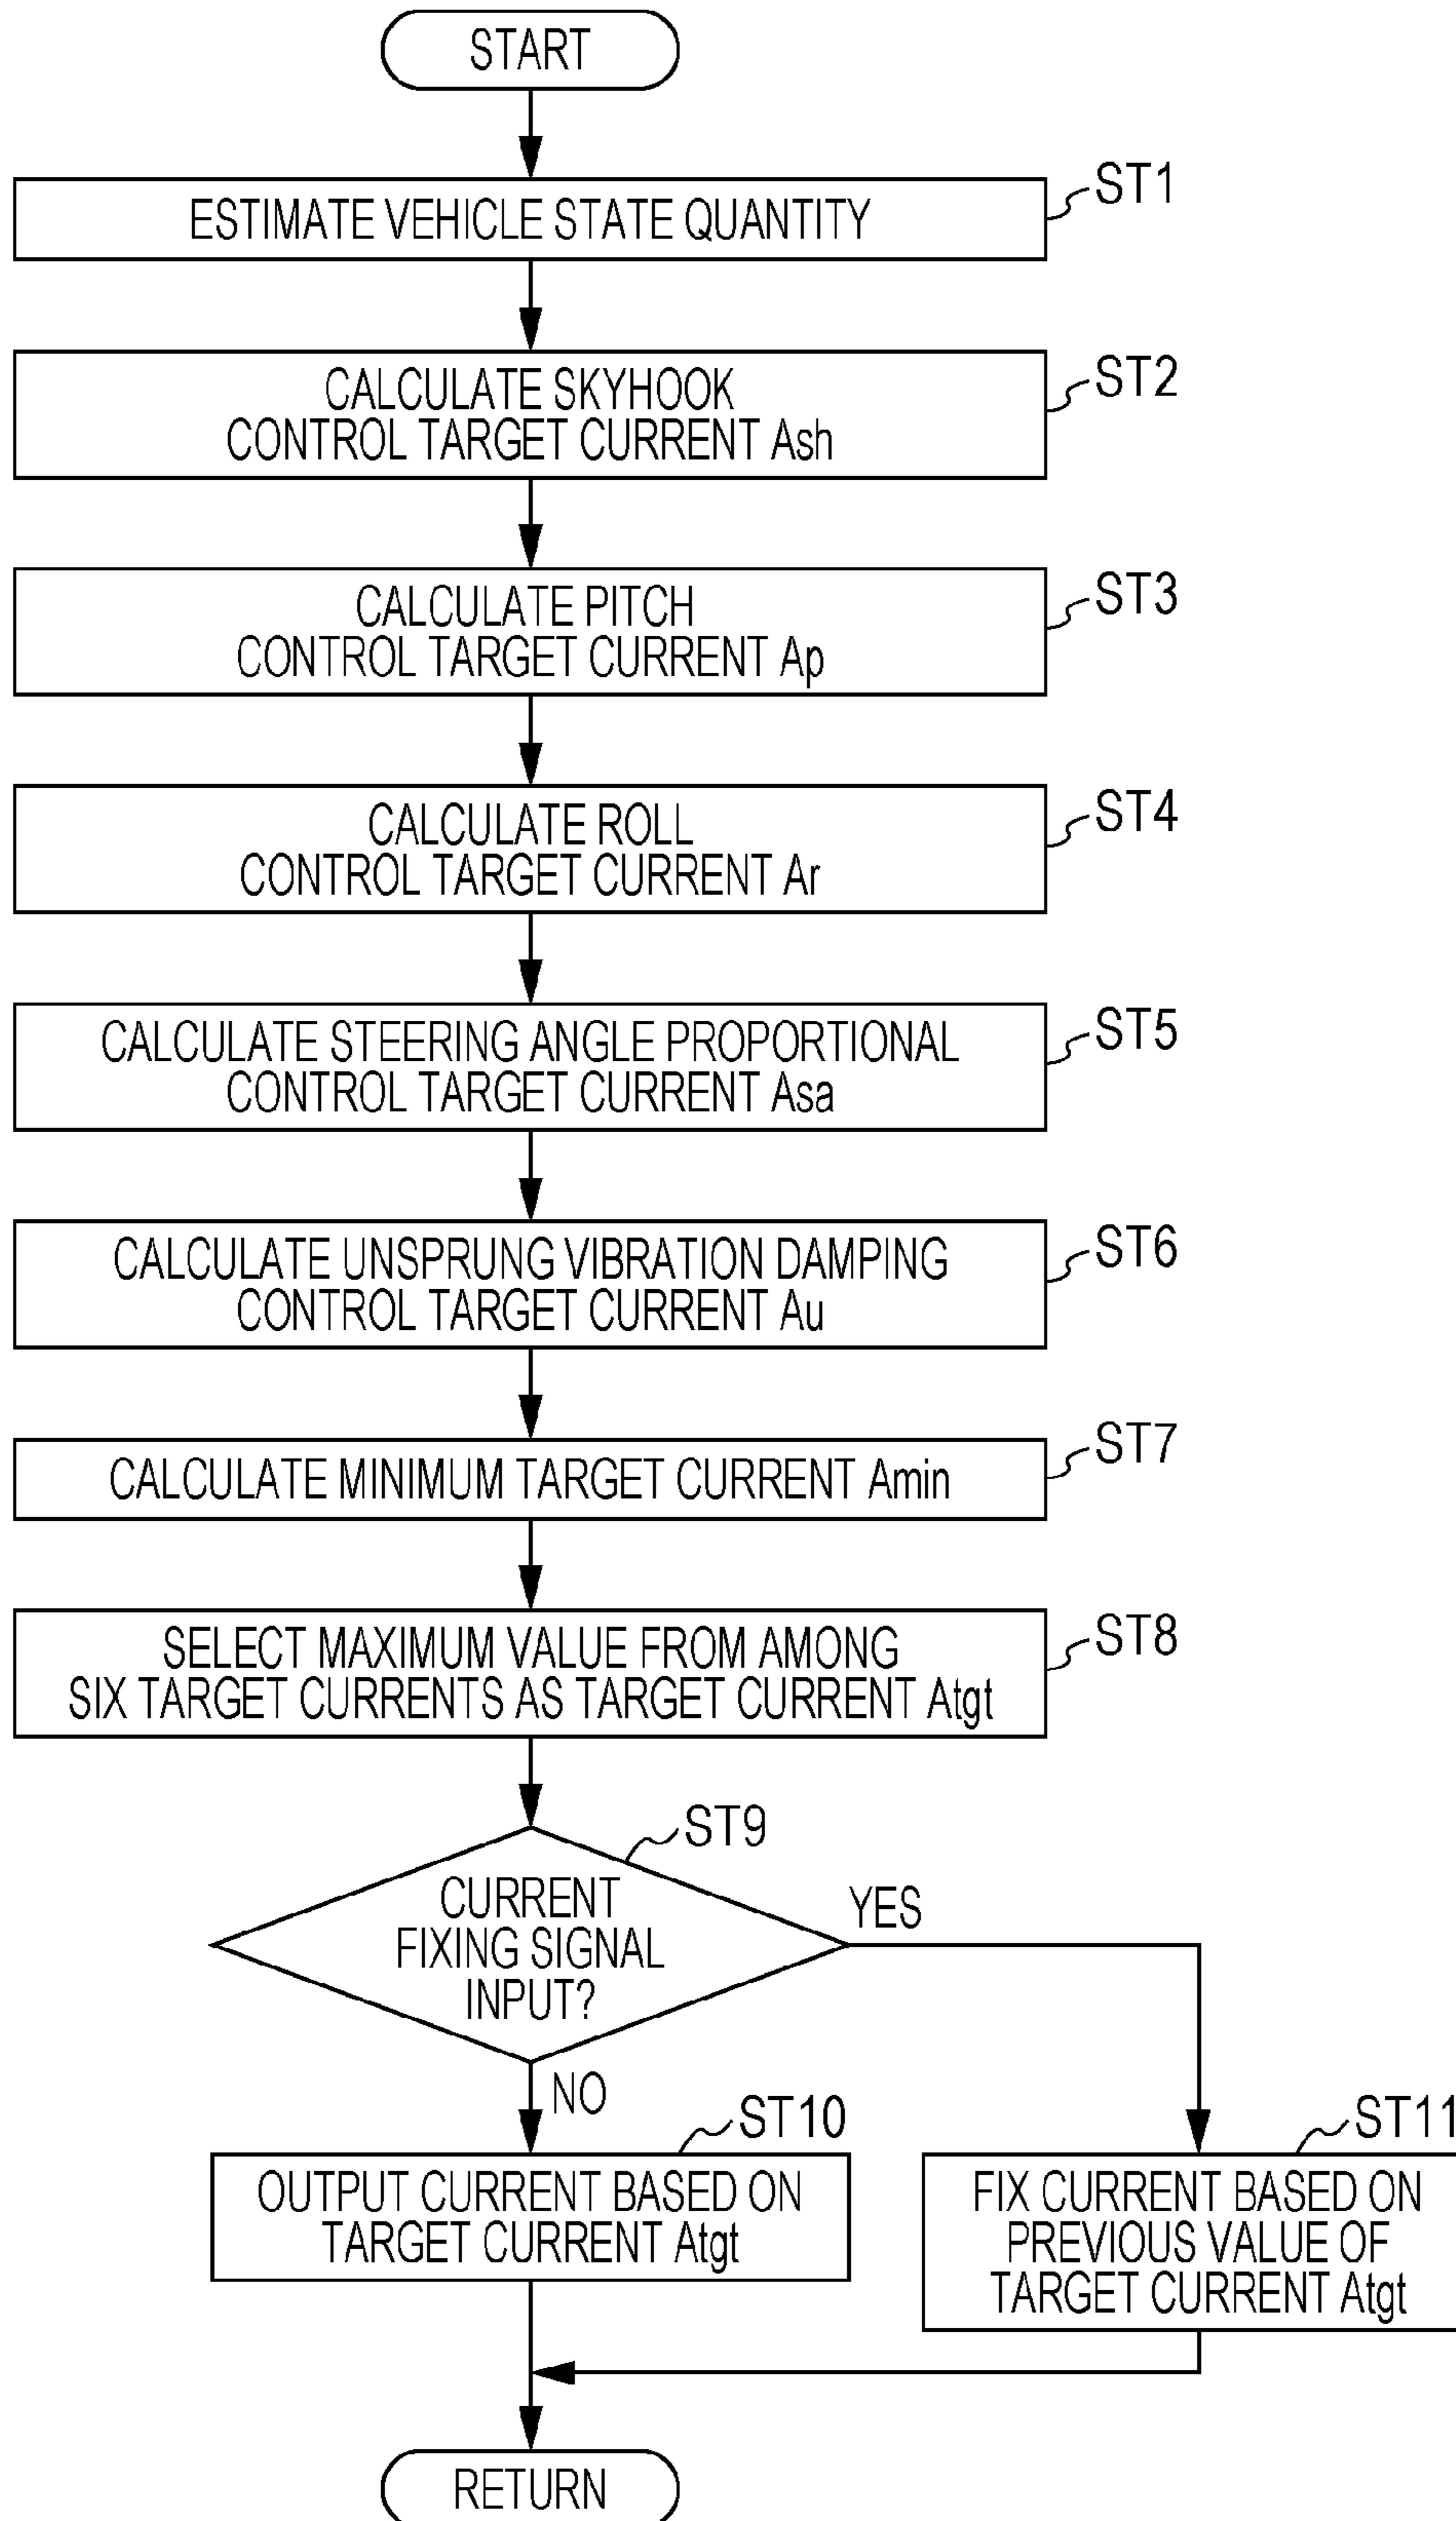 START
ST1
ESTIMATE VEHICLE STATE QUANTITY
ST2
CALCULATE SKYHOOK
CONTROL TARGET CURRENT Ash
ST3
CALCULATE PITCH
CONTROL TARGET CURRENT Ap
ST4
CALCULATE ROLL
CONTROL TARGET CURRENT Ar
ST5
CALCULATE STEERING ANGLE PROPORTIONAL
CONTROL TARGET CURRENT Asa
ST6
CALCULATE UNSPRUNG VIBRATION DAMPING
CONTROL TARGET CURRENT Au
ST7
CALCULATE MINIMUM TARGET CURRENT Amin
ST8
SELECT MAXIMUM VALUE FROM AMONG
SIX TARGET CURRENTS AS TARGET CURRENT Atgt
ST9
CURRENT
FIXING SIGNAL
INPUT?
YES
NO
ST10
OUTPUT CURRENT BASED ON
TARGET CURRENT Atgt
ST11
FIX CURRENT BASED ON
PREVIOUS VALUE OF
TARGET CURRENT Atgt
RETURN